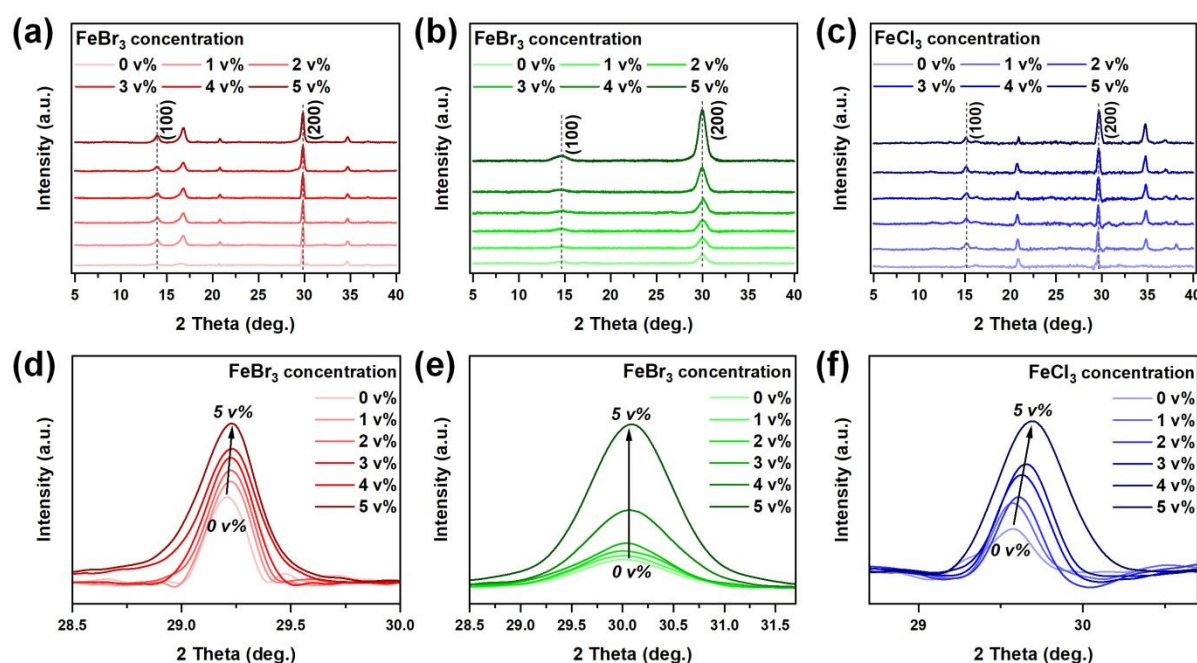 (a)
FeBr3 concentration
0 v% 1 v% 2 v%
3 v% 4 v% 5 v%
(100)
(200)
Intensity (a.u.)
5 10 15 20 25 30 35 40
2 Theta (deg.)
(b)
FeBr3 concentration
0 v% 1 v% 2 v%
3 v% 4 v% 5 v%
(100)
(200)
Intensity (a.u.)
5 10 15 20 25 30 35 40
2 Theta (deg.)
(c)
FeCl3 concentration
0 v% 1 v% 2 v%
3 v% 4 v% 5 v%
(100)
(200)
Intensity (a.u.)
5 10 15 20 25 30 35 40
2 Theta (deg.)
(d)
FeBr3 concentration
0 v%
1 v%
2 v%
3 v%
4 v%
5 v%
5 v%
0 v%
Intensity (a.u.)
28.5 29.0 29.5 30.0
2 Theta (deg.)
(e)
FeBr3 concentration
0 v%
1 v%
2 v%
3 v%
4 v%
5 v%
5 v%
0 v%
Intensity (a.u.)
28.5 29.0 29.5 30.0 30.5 31.0 31.5
2 Theta (deg.)
(f)
FeCl3 concentration
0 v%
1 v%
2 v%
3 v%
4 v%
5 v%
5 v%
0 v%
Intensity (a.u.)
29 30
2 Theta (deg.)